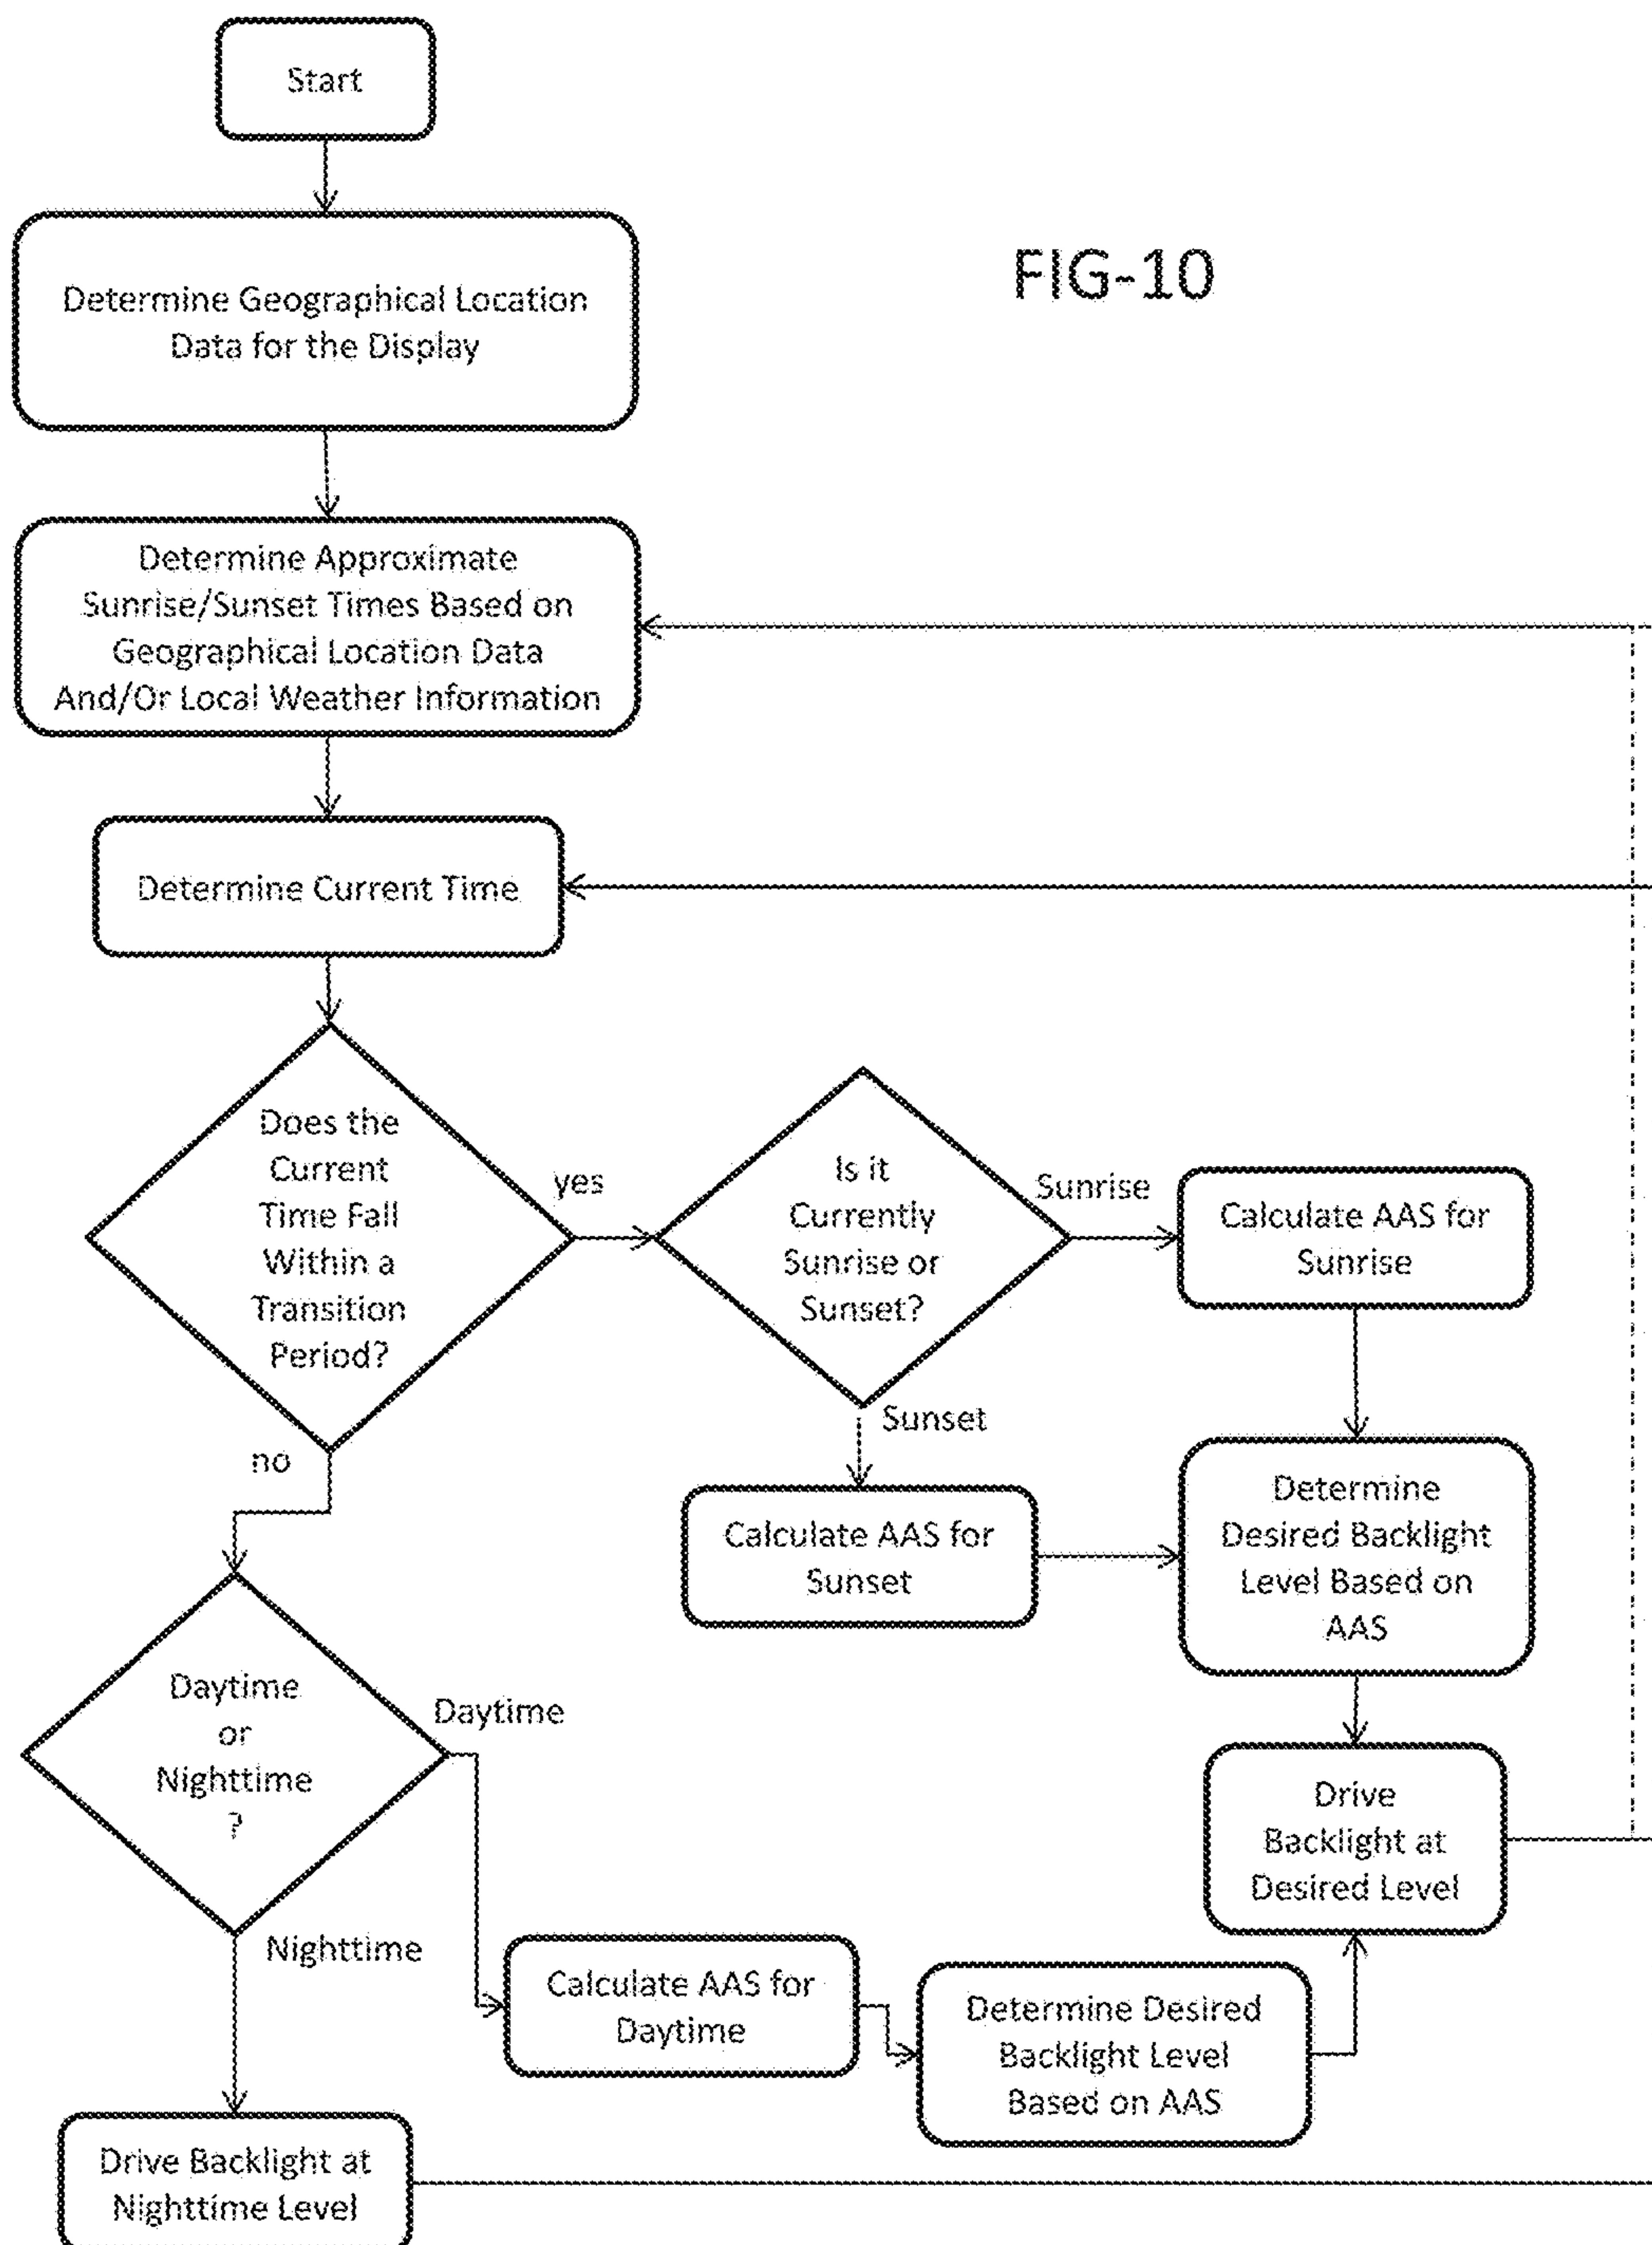 Start
FIG-10
Determine Geographical Location
Data for the Display
Determine Approximate
Sunrise/Sunset Times Based on
Geographical Location Data
And/Or Local Weather Information
Determine Current Time
Does the
Current
Time Fall
Within a
Transition
Period?
yes
no
Is it
Currently
Sunrise or
Sunset?
Sunrise
Sunset
Calculate AAS for
Sunrise
Calculate AAS for
Sunset
Determine
Desired Backlight
Level Based on
AAS
Daytime
or
Nighttime
?
Daytime
Nighttime
Drive
Backlight at
Desired Level
Calculate AAS for
Daytime
Determine Desired
Backlight Level
Based on AAS
Drive Backlight at
Nighttime Level